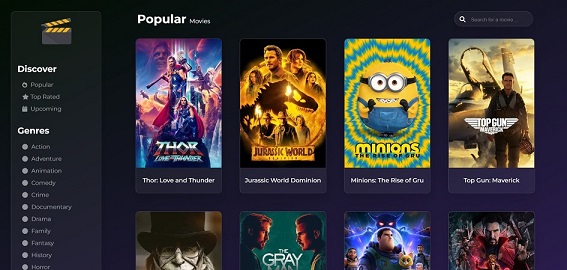 Popular Movies
Search for a movie ...
Discover
Popular
Top Rated
Upcoming
Genres
Action
Adventure
Animation
Comedy
Crime
Documentary
Drama
Family
Fantasy
History
Horror
THOR
LOVE AND THUNDER
JURASSIC WORLD
DOMINION
MINIONS
THE RISE OF GRU
TOP GUN
MAVERICK
Thor: Love and Thunder
Jurassic World Dominion
Minions: The Rise of Gru
Top Gun: Maverick
THE
GRAY